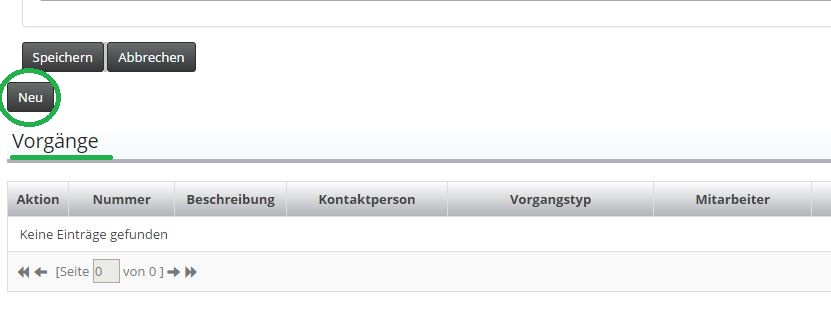 Speichern Abbrechen
Neu
Vorgänge
Aktion Nummer Beschreibung Kontaktperson Vorgangstyp Mitarbeiter
Keine Einträge gefunden
[Seite 0 von 0 ]